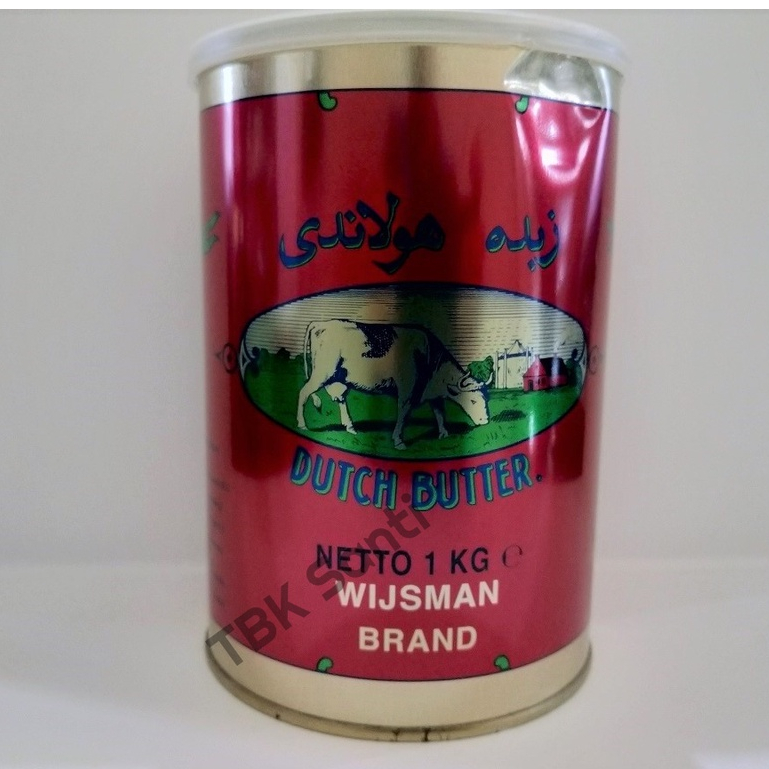 زبده هولاندى
DUTCH BUTTER.
NETTO 1 KG ℮
WIJSMAN
BRAND
TBK Santi